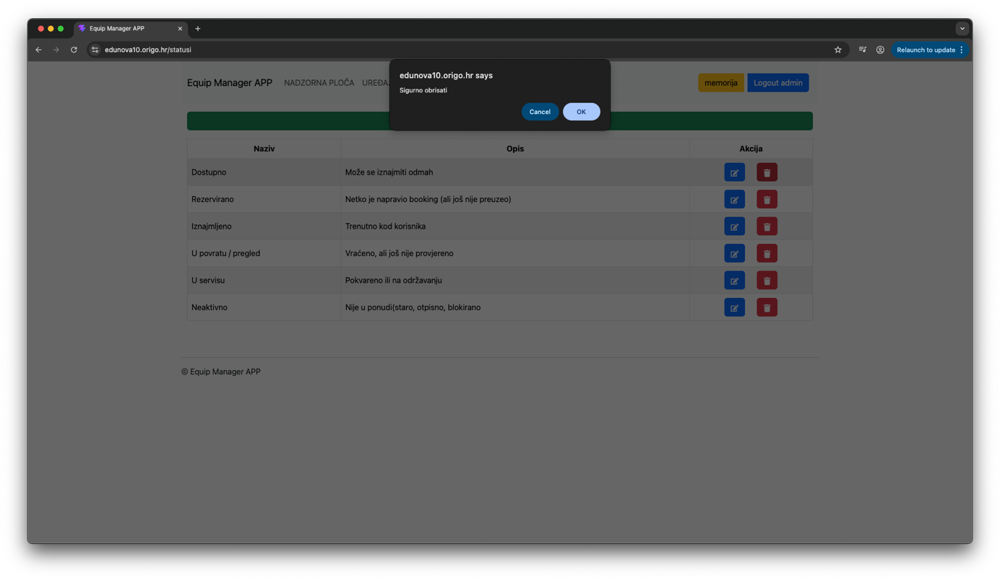 Equip Manager APP
edunova10.origo.hr/statusi
Relaunch to update
edunova10.origo.hr says
Sigurno obrisati
Cancel
OK
Equip Manager APP
NADZORNA PLOČA
memorija
Logout admin
Naziv Opis Akcija
Dostupno Može se iznajmiti odmah
Rezervirano Netko je napravio booking (ali još nije preuzeo)
Iznajmljeno Trenutno kod korisnika
U povratu / pregled Vraćeno, ali još nije provjereno
U servisu Pokvareno ili na održavanju
Neaktivno Nije u ponudi(staro, otpisno, blokirano
© Equip Manager APP